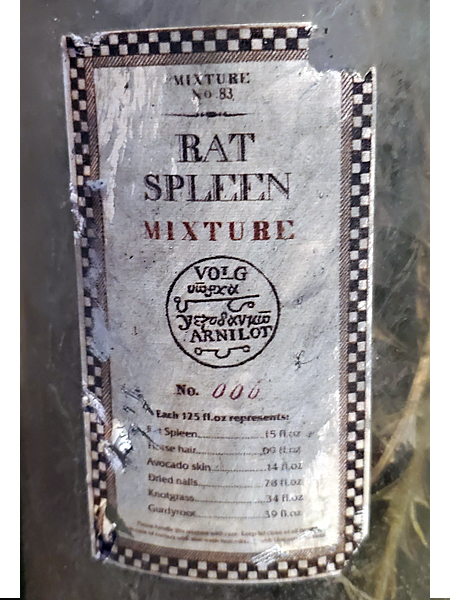 MIXTURE
No 83
RAT
SPLEEN
MIXTURE
VOLG
ARNILOT
No. 006
Each 125 fl.oz represents:
Spleen 15 fl.oz
hair 09 fl.oz
Avocado skin 14 fl.oz
Dried nails 78 fl.oz
Knotgrass 34 fl.oz
Gurdyroot 39 fl.oz